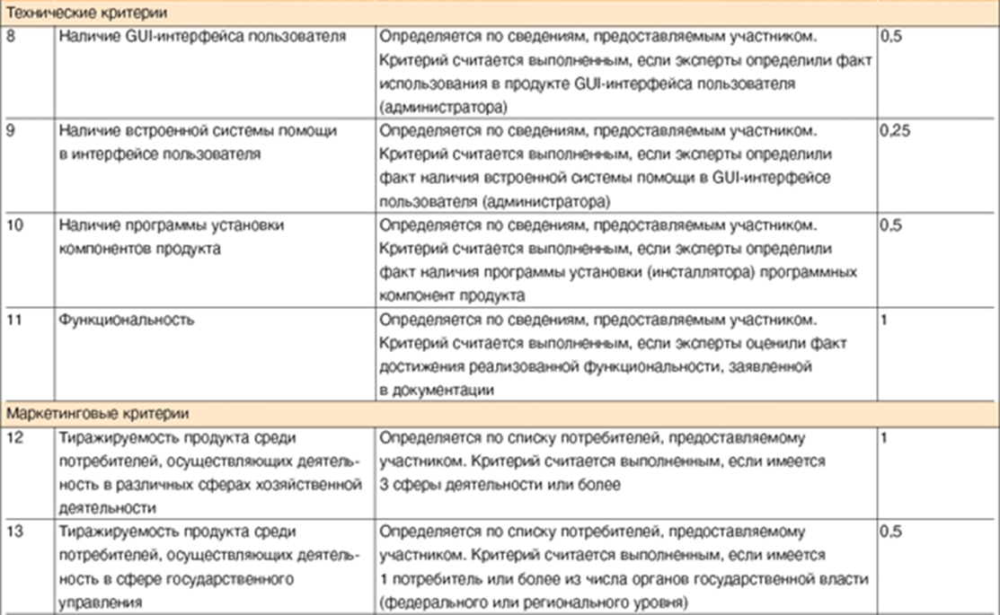 Технические критерии
8 Наличие GUI-интерфейса пользователя Определяется по сведениям, предоставляемым участником. 0,5
Критерий считается выполненным, если эксперты определили факт
использования в продукте GUI-интерфейса пользователя
(администратора)
9 Наличие встроенной системы помощи Определяется по сведениям, предоставляемым участником. 0,25
в интерфейсе пользователя Критерий считается выполненным, если эксперты определили
факт наличия встроенной системы помощи в GUI-интерфейсе
пользователя (администратора)
10 Наличие программы установки Определяется по сведениям, предоставляемым участником. 0,5
компонентов продукта Критерий считается выполненным, если эксперты определили
факт наличия программы установки (инсталлятора) программных
компонент продукта
11 Функциональность Определяется по сведениям, предоставляемым участником. 1
Критерий считается выполненным, если эксперты оценили факт
достижения реализованной функциональности, заявленной
в документации
Маркетинговые критерии
12 Тиражируемость продукта среди Определяется по списку потребителей, предоставляемому 1
потребителей, осуществляющих деятель- участником. Критерий считается выполненным, если имеется
ность в различных сферах хозяйственной 3 сферы деятельности или более
деятельности
13 Тиражируемость продукта среди Определяется по списку потребителей, предоставляемому 0,5
потребителей, осуществляющих деятель- участником. Критерий считается выполненным, если имеется
ность в сфере государственного 1 потребитель или более из числа органов государственной власти
управления (федерального или регионального уровня)